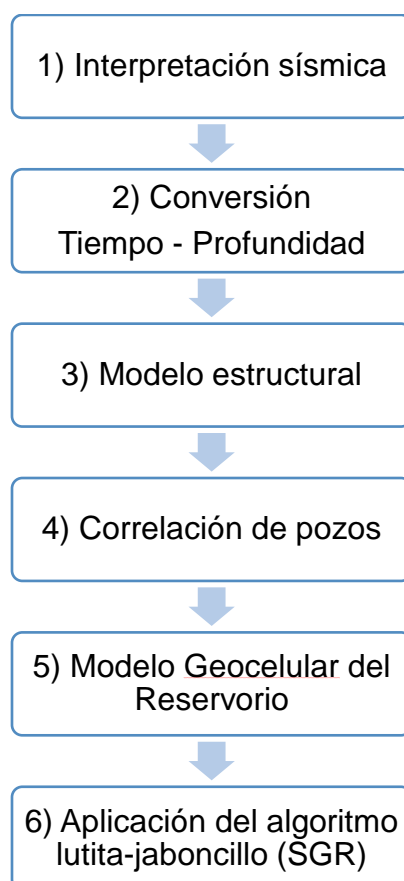 1) Interpretación sísmica
2) Conversión
Tiempo - Profundidad
3) Modelo estructural
4) Correlación de pozos
5) Modelo Geocelular del
Reservorio
6) Aplicación del algoritmo
lutita-jaboncillo (SGR)